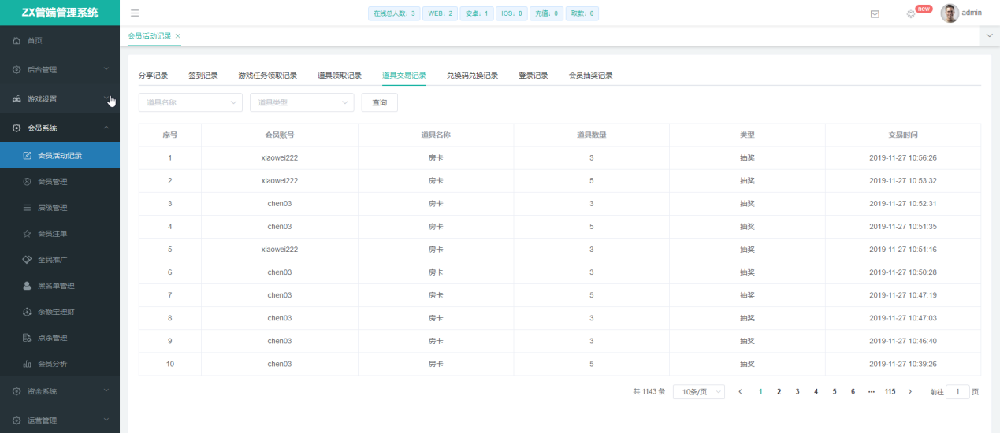 ZX管端管理系统
在线总人数：3 WEB：2 安卓：1 IOS：0 充值：0 取款：0
new
admin
首页
后台管理
游戏设置
会员系统
会员活动记录
会员管理
层级管理
会员注单
全民推广
黑名单管理
余额宝理财
点杀管理
会员分析
资金系统
运营管理
会员活动记录 ×
分享记录 签到记录 游戏任务领取记录 道具领取记录 道具交易记录 兑换码兑换记录 登录记录 会员抽奖记录
道具名称 道具类型 查询
序号 会员账号 道具名称 道具数量 类型 交易时间
1 xiaowei222 房卡 3 抽奖 2019-11-27 10:56:26
2 xiaowei222 房卡 5 抽奖 2019-11-27 10:53:32
3 chen03 房卡 3 抽奖 2019-11-27 10:52:31
4 chen03 房卡 5 抽奖 2019-11-27 10:51:35
5 xiaowei222 房卡 3 抽奖 2019-11-27 10:51:16
6 chen03 房卡 3 抽奖 2019-11-27 10:50:28
7 chen03 房卡 5 抽奖 2019-11-27 10:47:19
8 chen03 房卡 3 抽奖 2019-11-27 10:47:03
9 chen03 房卡 3 抽奖 2019-11-27 10:46:40
10 chen03 房卡 5 抽奖 2019-11-27 10:39:26
共 1143 条 10条/页 1 2 3 4 5 6 ··· 115 前往 1 页